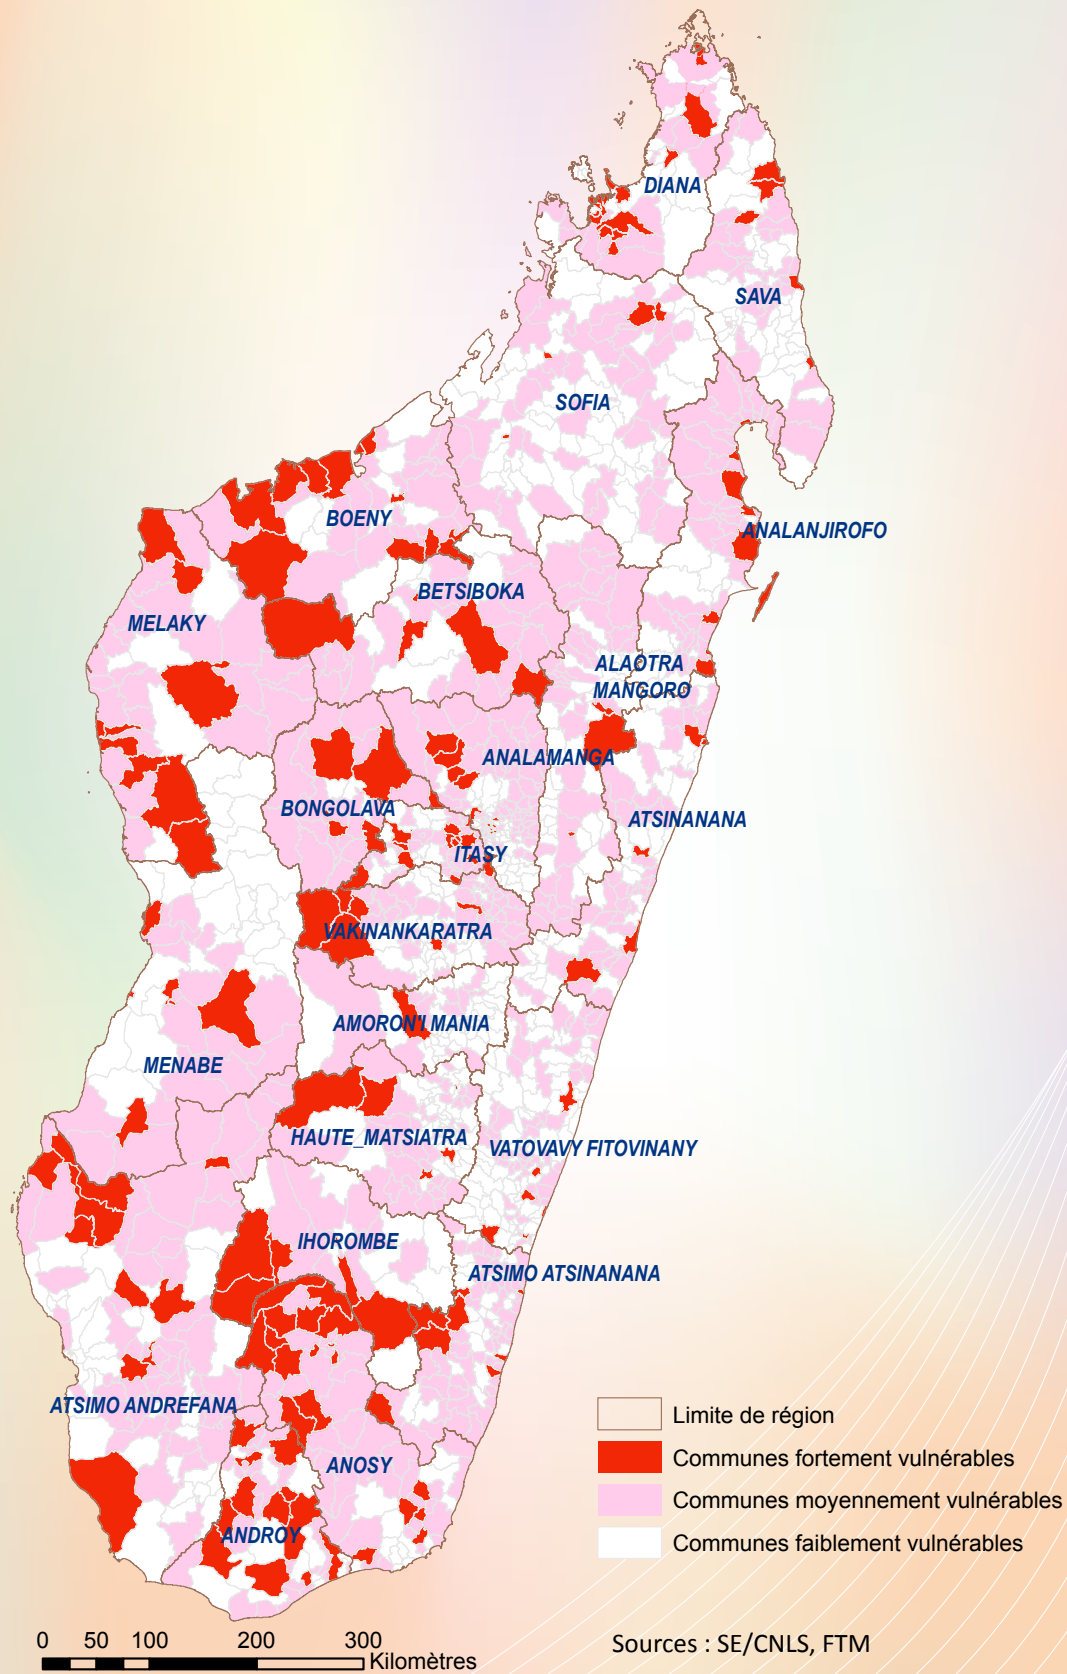 DIANA
SAVA
SOFIA
BOENY
ANALANJIROFO
BETSIBOKA
MELAKY
ALAOTRA
MANGORO
ANALAMANGA
BONGOLAVA
ATSINANANA
ITASY
VAKINANKARATRA
AMORON'I MANIA
MENABE
HAUTE_MATSIATRA
VATOVAVY FITOVINANY
IHOROMBE
ATSIMO ATSINANANA
ATSIMO ANDREFANA
ANOSY
ANDROY
Limite de région
Communes fortement vulnérables
Communes moyennement vulnérables
Communes faiblement vulnérables
0 50 100 200 300
Kilomètres
Sources : SE/CNLS, FTM